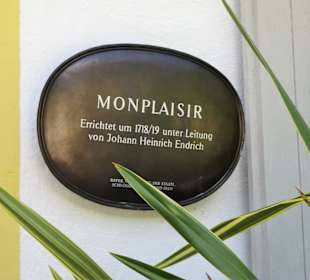 MONPLAISIR
Errichtet um 1718/19 unter Leitung
von Johann Heinrich Endrich